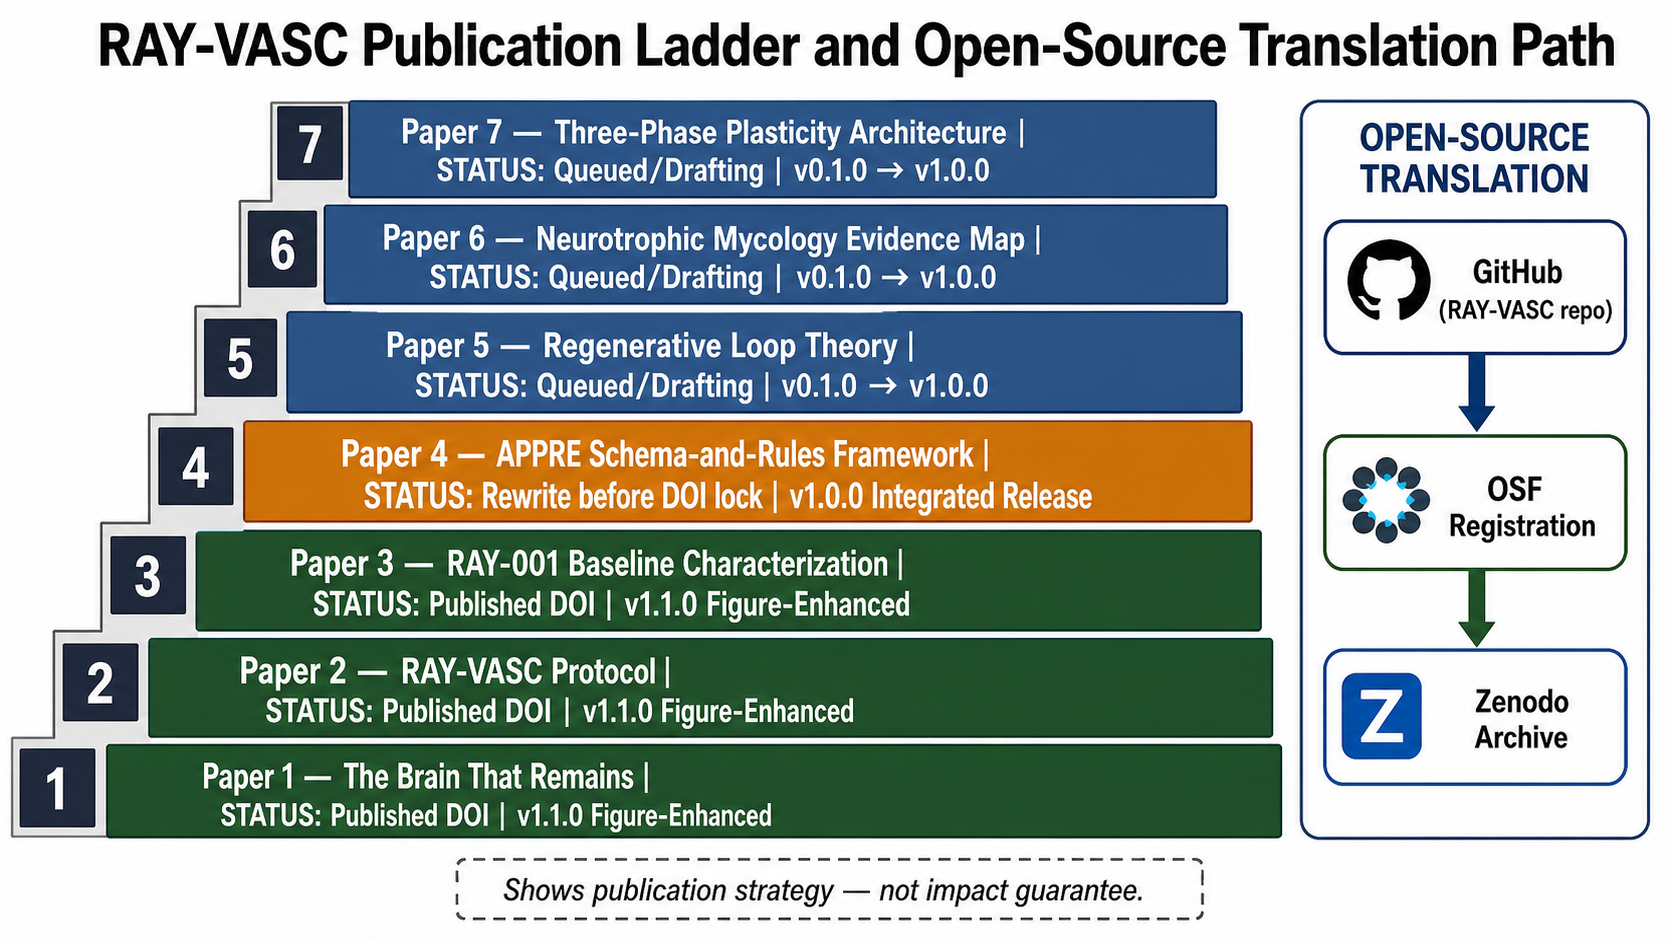 RAY-VASC Publication Ladder and Open-Source Translation Path
7
Paper 7 — Three-Phase Plasticity Architecture |
STATUS: Queued/Drafting | v0.1.0 → v1.0.0
6
Paper 6 — Neurotrophic Mycology Evidence Map |
STATUS: Queued/Drafting | v0.1.0 → v1.0.0
5
Paper 5 — Regenerative Loop Theory |
STATUS: Queued/Drafting | v0.1.0 → v1.0.0
4
Paper 4 — APPRE Schema-and-Rules Framework |
STATUS: Rewrite before DOI lock | v1.0.0 Integrated Release
3
Paper 3 — RAY-001 Baseline Characterization |
STATUS: Published DOI | v1.1.0 Figure-Enhanced
2
Paper 2 — RAY-VASC Protocol |
STATUS: Published DOI | v1.1.0 Figure-Enhanced
1
Paper 1 — The Brain That Remains |
STATUS: Published DOI | v1.1.0 Figure-Enhanced
OPEN-SOURCE
TRANSLATION
GitHub
(RAY-VASC repo)
OSF
Registration
Z
Zenodo
Archive
Shows publication strategy — not impact guarantee.